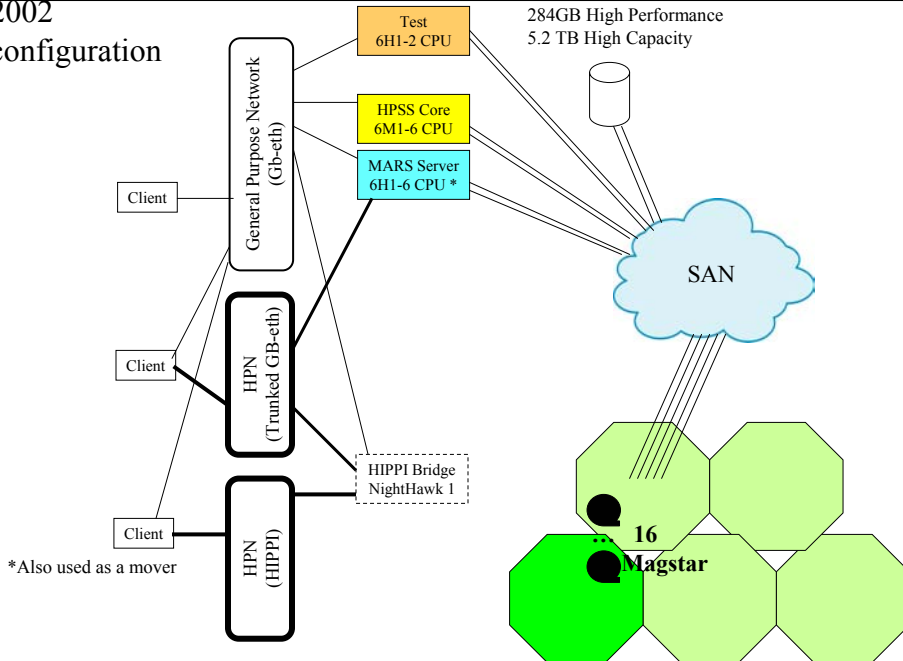 2002
configuration
Test
6H1-2 CPU
284GB High Performance
5.2 TB High Capacity
General Purpose Network
(Gb-eth)
HPSS Core
6M1-6 CPU
MARS Server
6H1-6 CPU *
Client
SAN
Client
HPN
(Trunked GB-eth)
HIPPI Bridge
NightHawk 1
Client
HPN
(HIPPI)
*Also used as a mover
... 16
Magstar